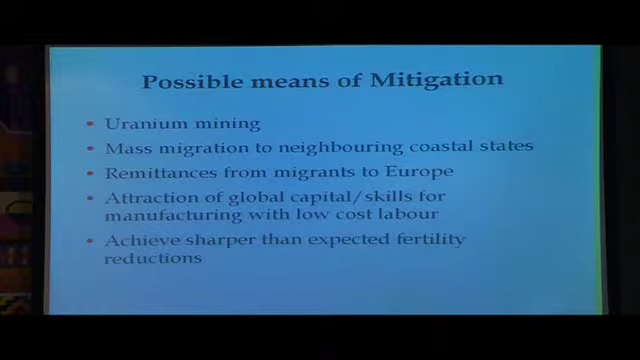 Possible means of Mitigation
• Uranium mining
• Mass migration to neighbouring coastal states
• Remittances from migrants to Europe
• Attraction of global capital/skills for
manufacturing with low cost labour
• Achieve sharper than expected fertility
reductions